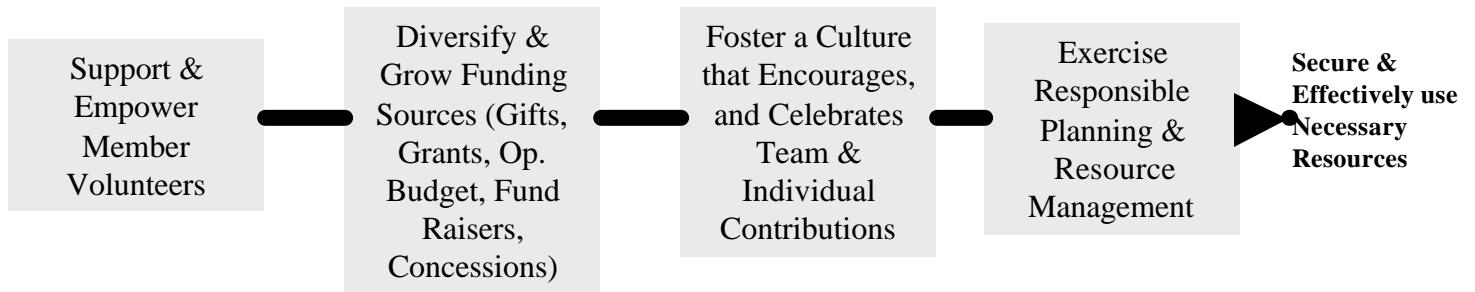 Support &
Empower
Member
Volunteers
Diversify &
Grow Funding
Sources (Gifts,
Grants, Op.
Budget, Fund
Raisers,
Concessions)
Foster a Culture
that Encourages,
and Celebrates
Team &
Individual
Contributions
Exercise
Responsible
Planning &
Resource
Management
Secure &
Effectively use
Necessary
Resources